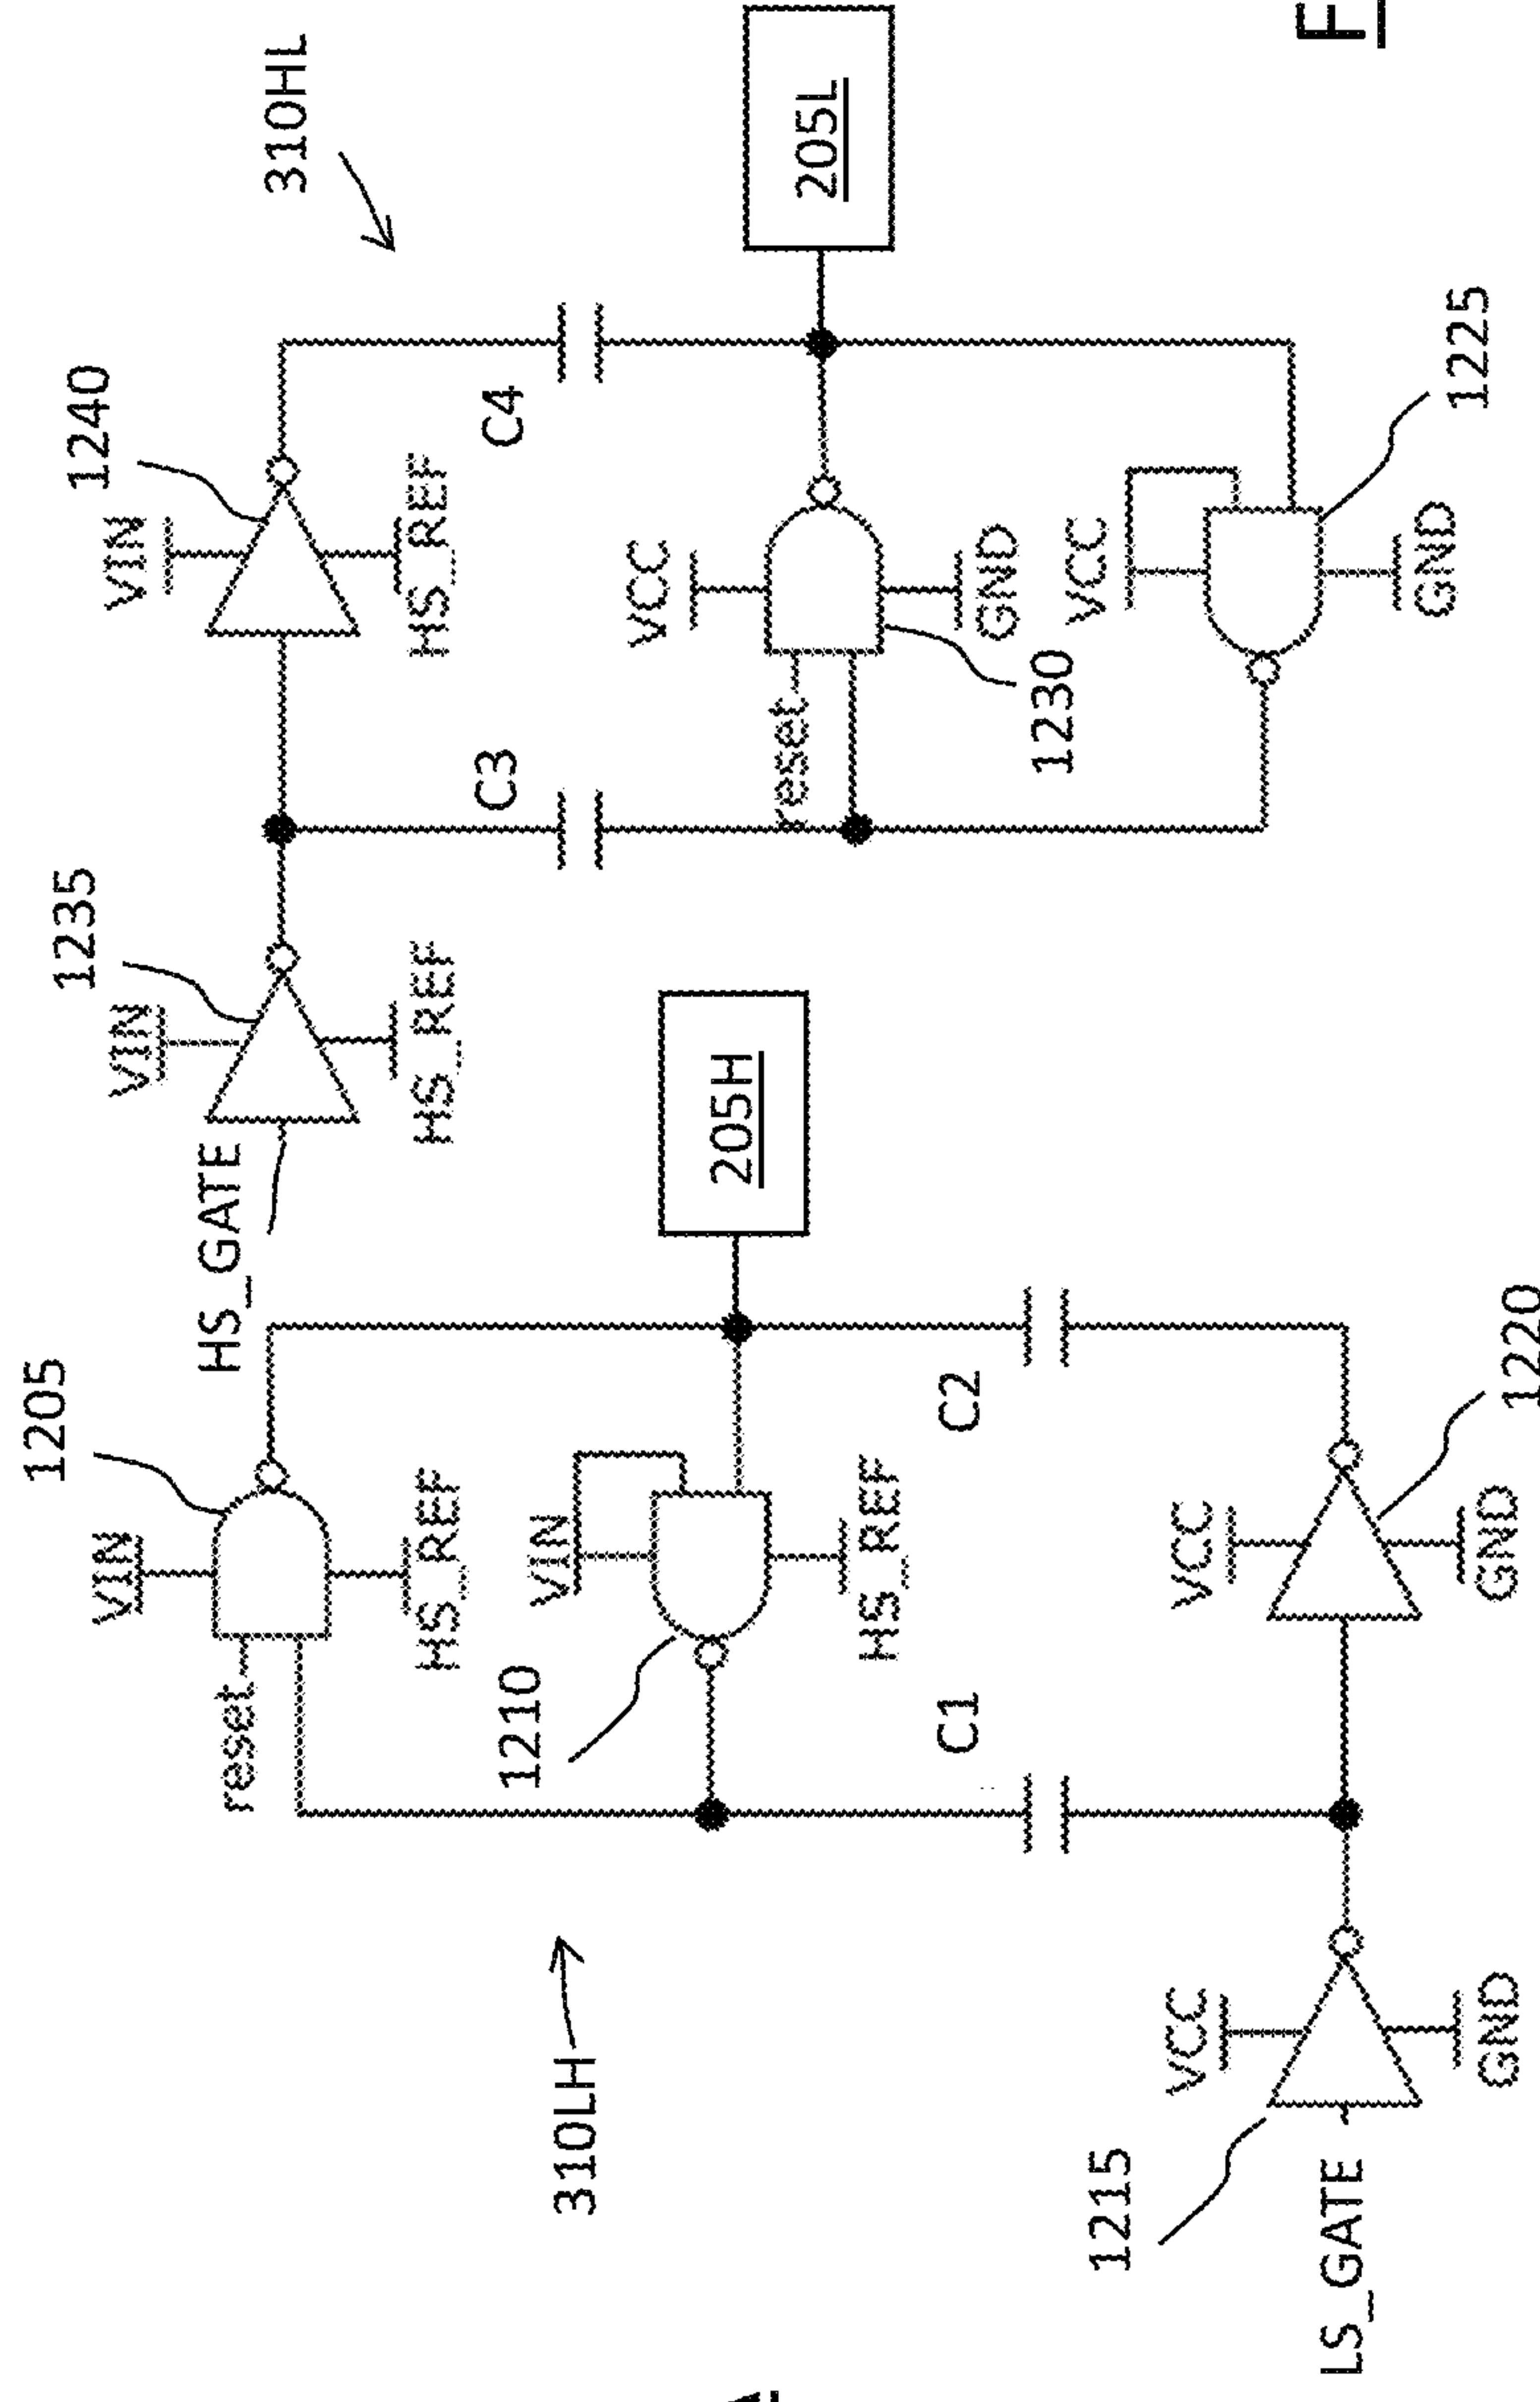 310LH
1205
VIN
reset
HS_REF
1210
VIN
HS_REF
C1
C2
205H
1215
VCC
GND
LS_GATE
VCC
GND
1220
310HL
1235
VIN
HS_GATE
HS_REF
1240
VIN
HS_REF
C3
C4
VCC
reset
GND
1230
205L
VCC
GND
1225